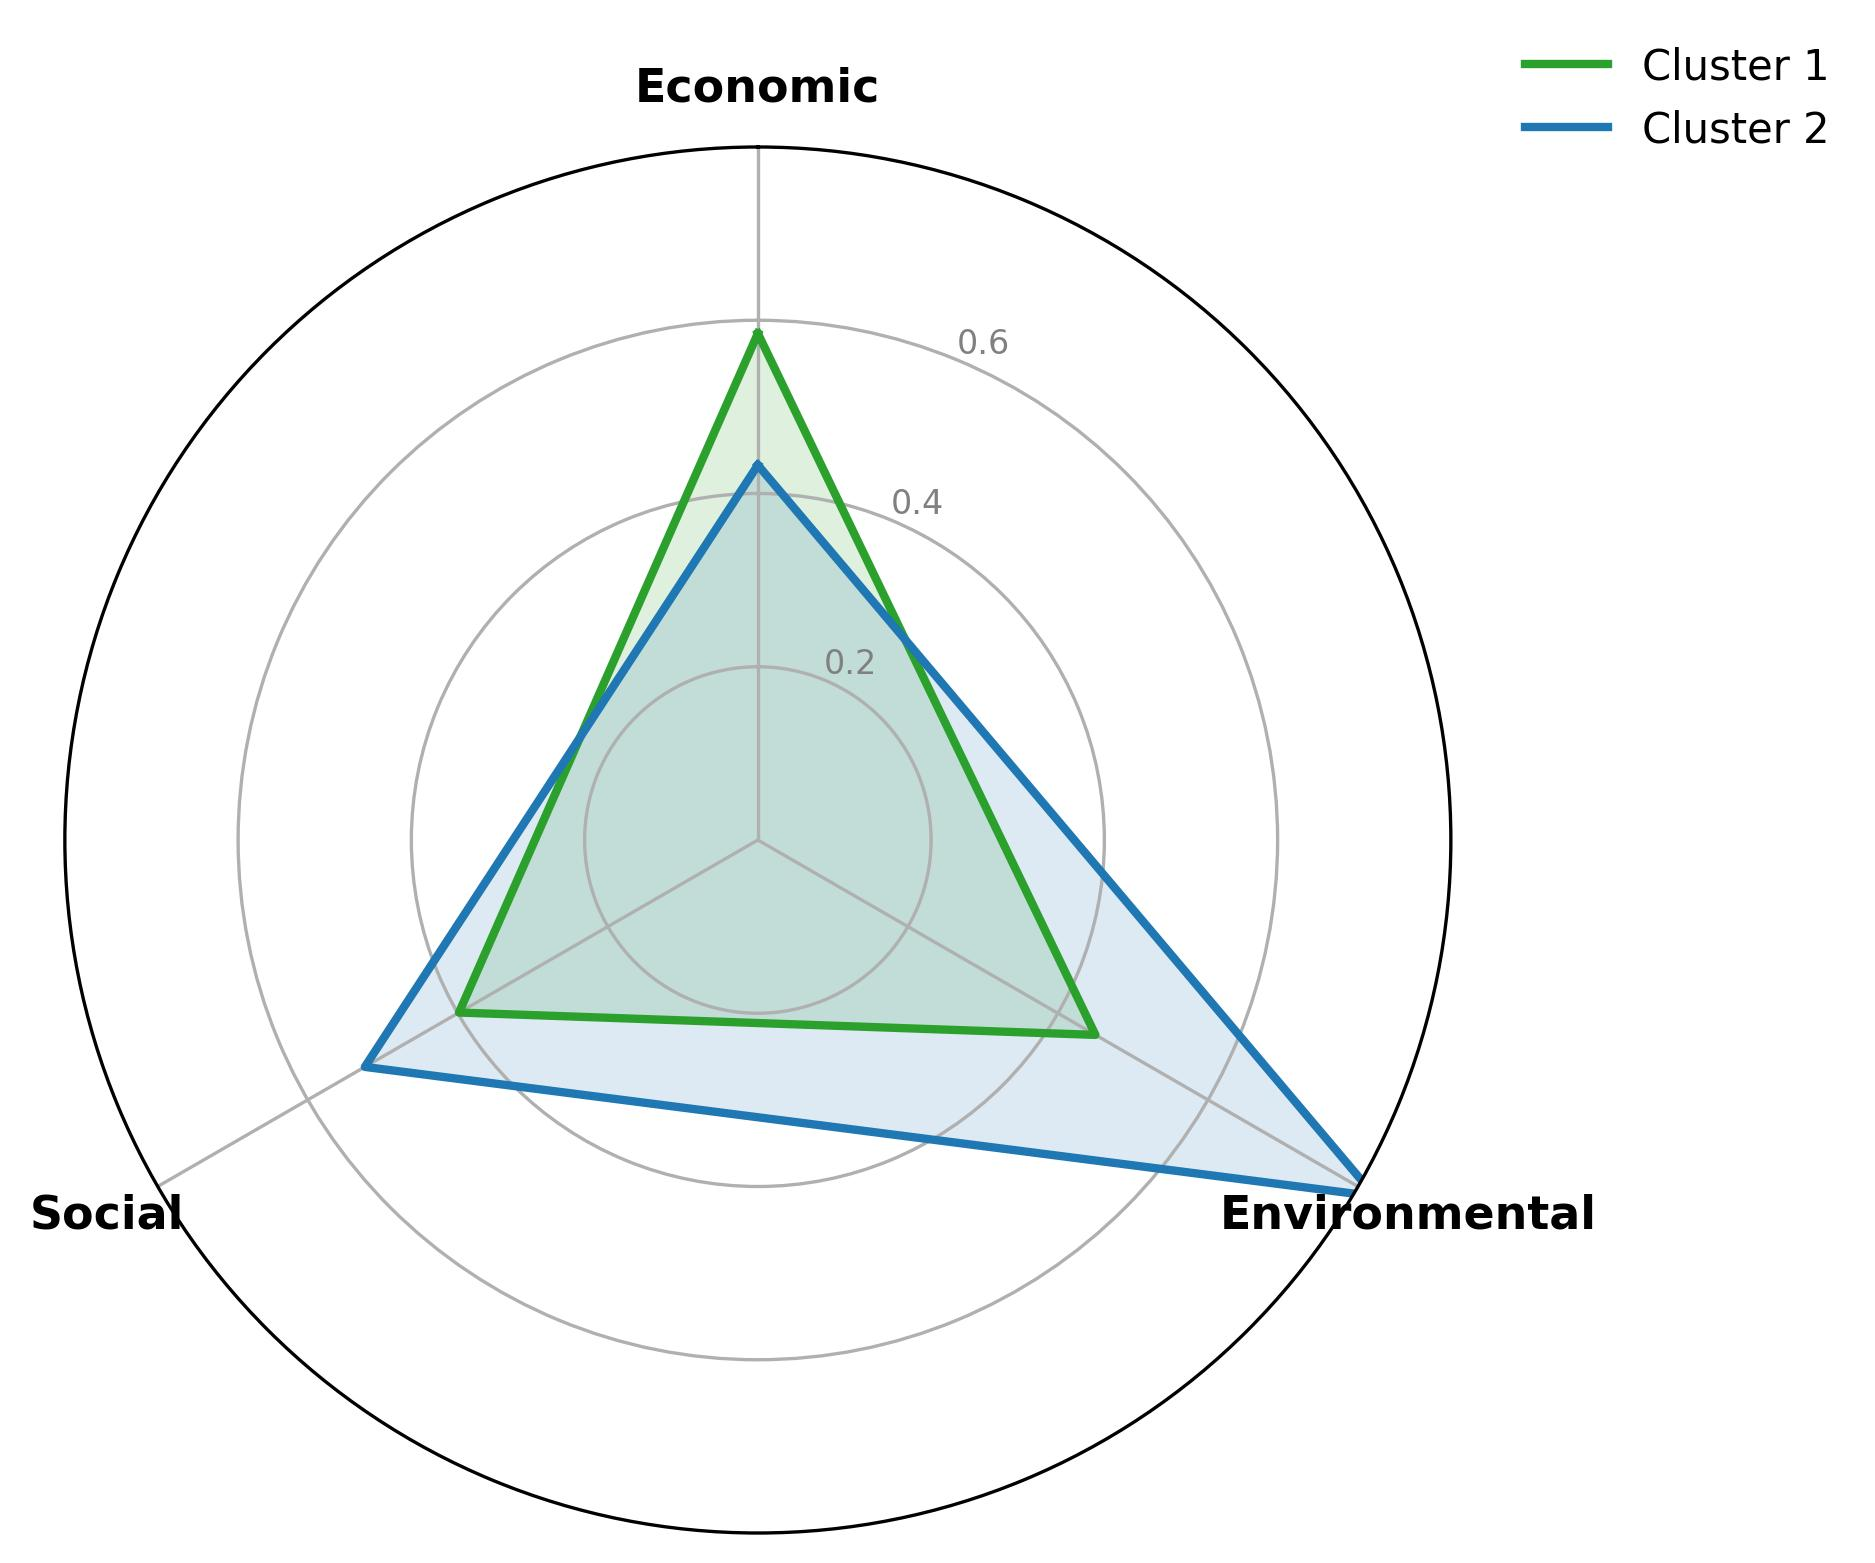 Economic
Cluster 1
Cluster 2
0.6
0.4
0.2
Social
Environmental